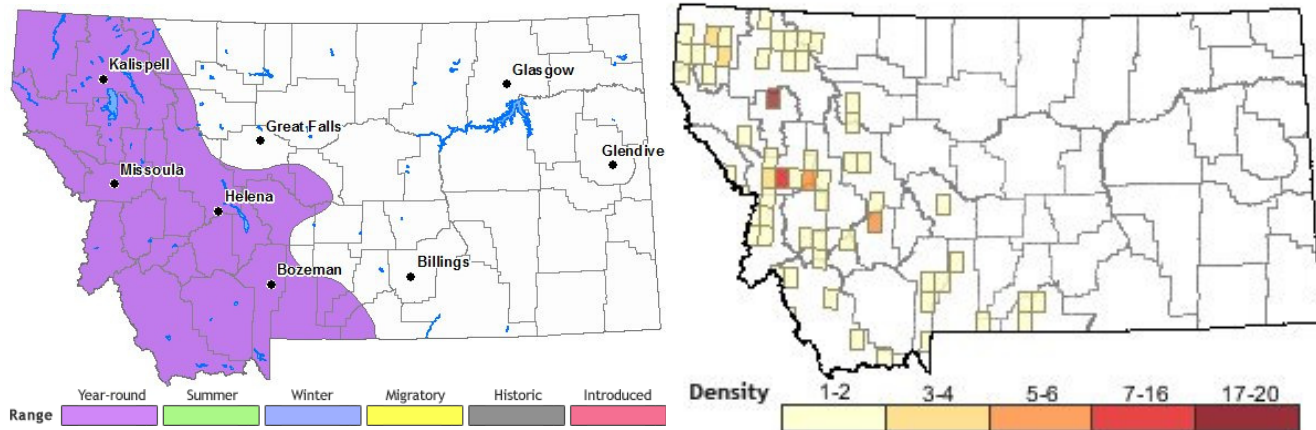 Kalispell
Glasgow
Great Falls
Glendive
Missoula
Helena
Bozeman
Billings
Year-round Summer Winter Migratory Historic Introduced
Range
Density 1-2 3-4 5-6 7-16 17-20